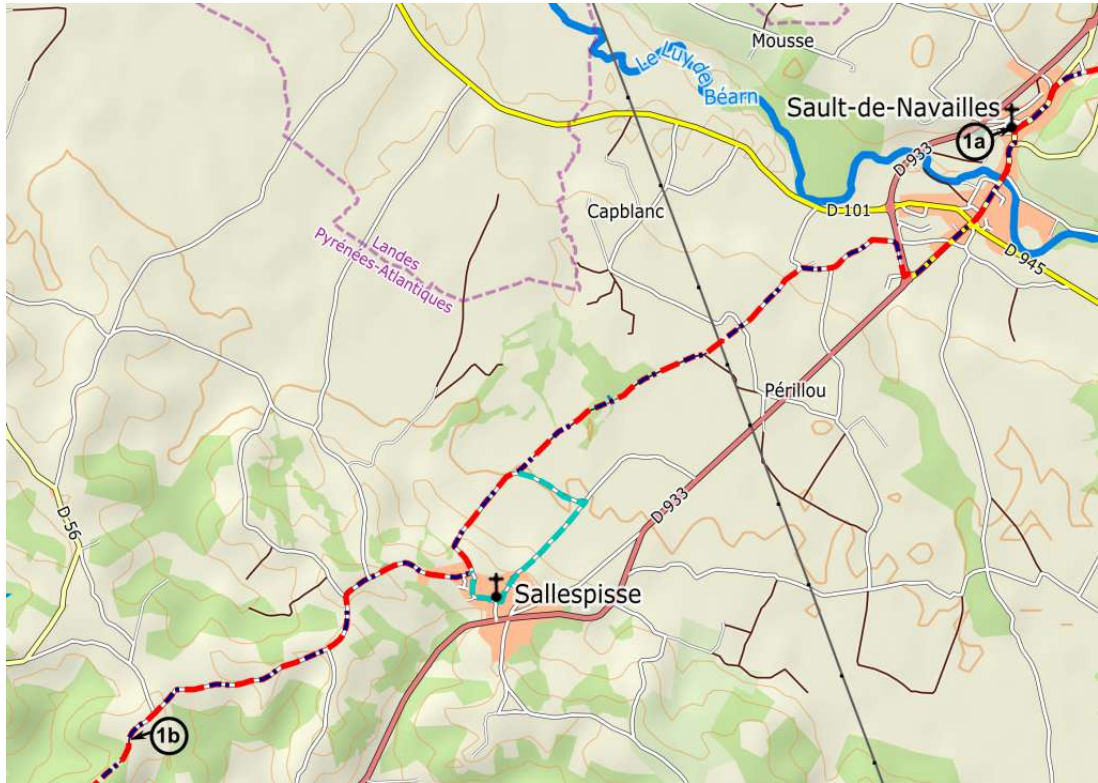 Mousse
Le Luy de
Béarn
Sault-de-Navailles
1a
D 933
Capblanc
D 101
Landes
Pyrénées-Atlantiques
D 945
Périllou
D 933
D 56
Sallespisse
1b